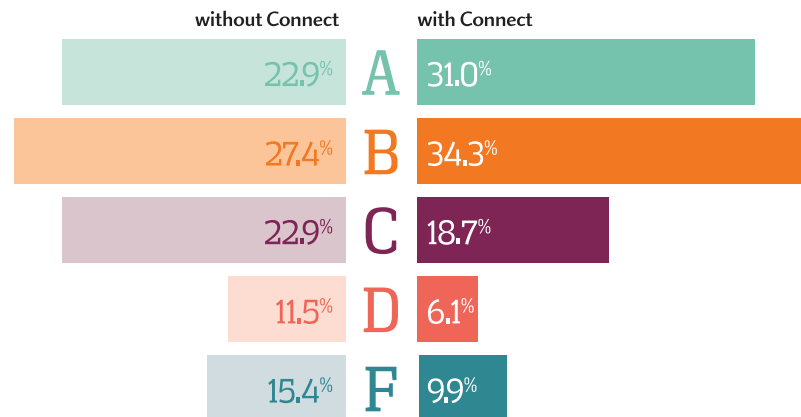 without Connect with Connect
22.9% A 31.0%
27.4% B 34.3%
22.9% C 18.7%
11.5% D 6.1%
15.4% F 9.9%